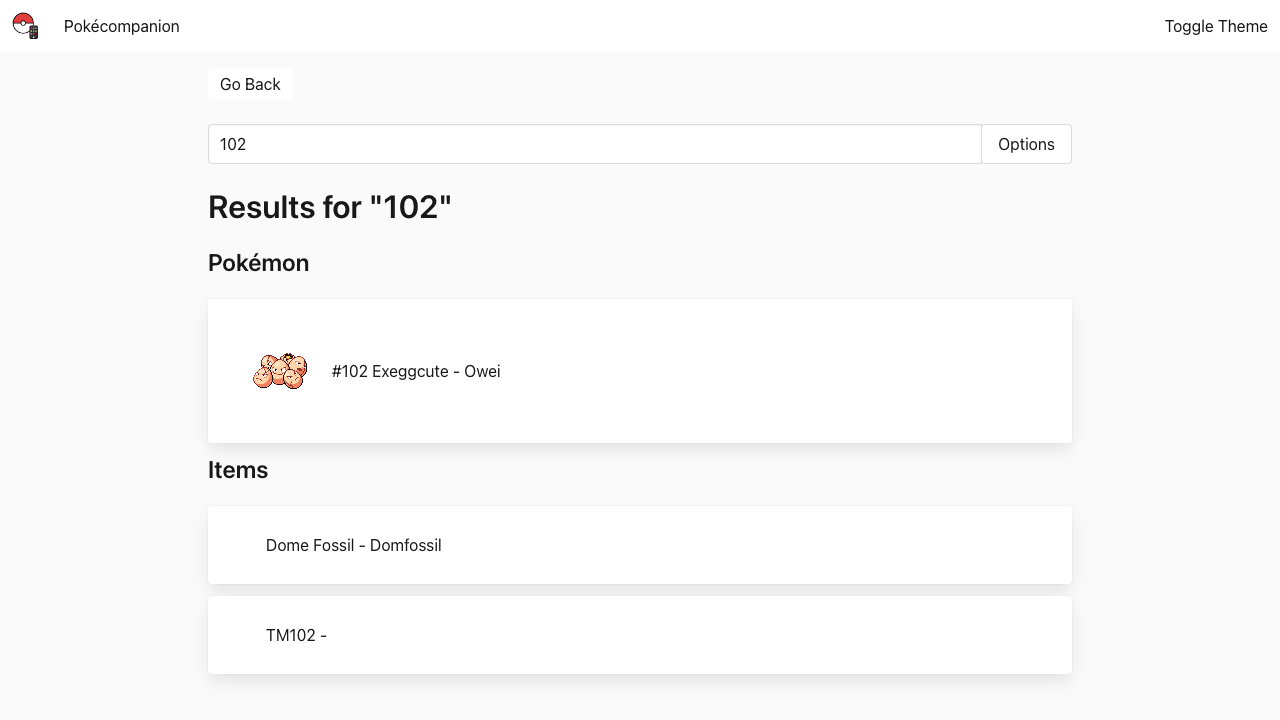 Pokécompanion
Toggle Theme
Go Back
102
Options
Results for "102"
Pokémon
#102 Exeggcute - Owei
Items
Dome Fossil - Domfossil
TM102 -